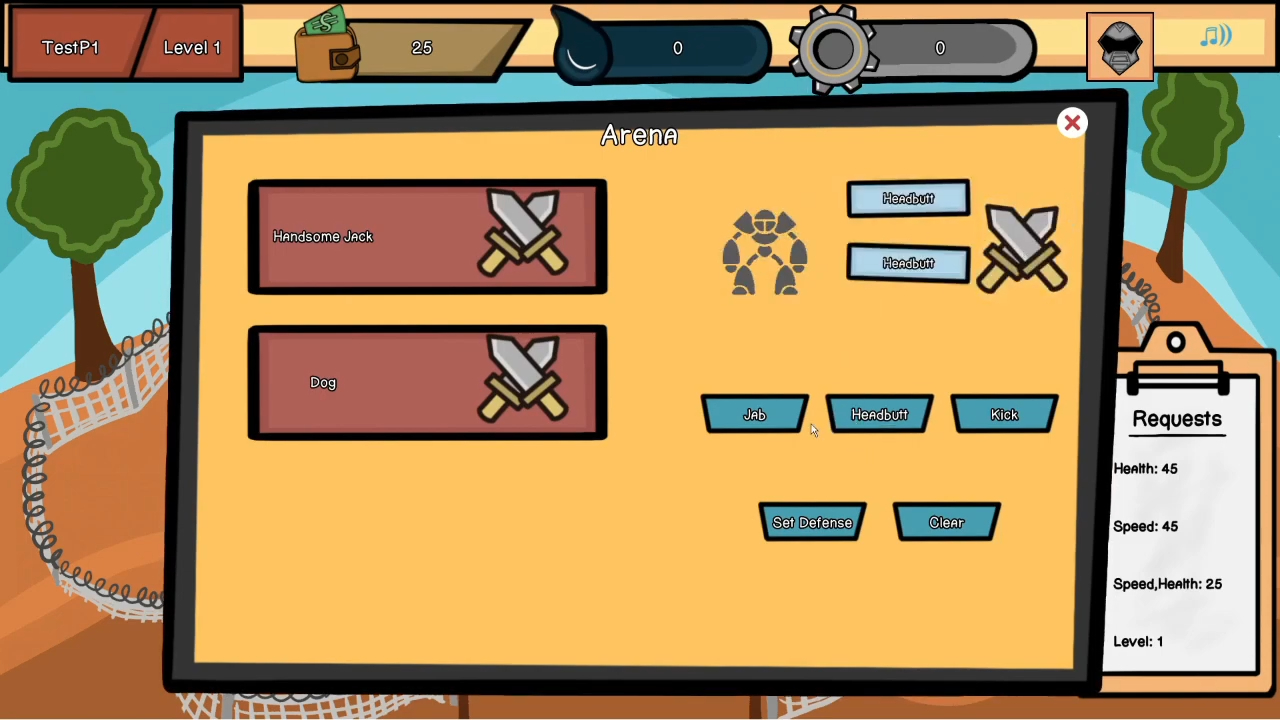 TestP1
Level 1
25
0
0
Arena
Handsome Jack
Dog
Headbutt
Headbutt
Jab
Headbutt
Kick
Set Defense
Clear
Requests
Health: 45
Speed: 45
Speed,Health: 25
Level: 1